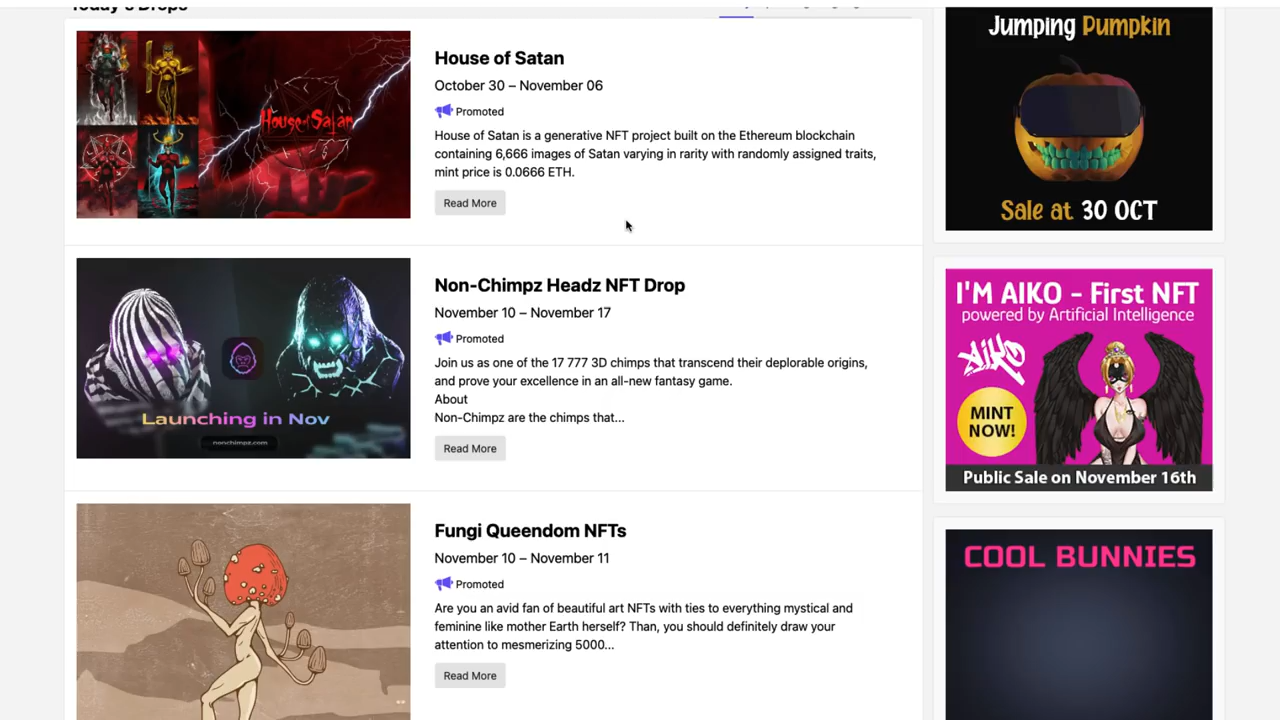 Today's Drops
House of Satan
House of Satan
October 30 – November 06
Promoted
House of Satan is a generative NFT project built on the Ethereum blockchain
containing 6,666 images of Satan varying in rarity with randomly assigned traits,
mint price is 0.0666 ETH.
Read More
Launching in Nov
nonchimpz.com
Non-Chimpz Headz NFT Drop
November 10 – November 17
Promoted
Join us as one of the 17 777 3D chimps that transcend their deplorable origins,
and prove your excellence in an all-new fantasy game.
About
Non-Chimpz are the chimps that...
Read More
Fungi Queendom NFTs
November 10 – November 11
Promoted
Are you an avid fan of beautiful art NFTs with ties to everything mystical and
feminine like mother Earth herself? Than, you should definitely draw your
attention to mesmerizing 5000...
Read More
Jumping Pumpkin
Sale at 30 OCT
I'M AIKO – First NFT
powered by Artificial Intelligence
AIKO
MINT
NOW!
Public Sale on November 16th
COOL BUNNIES